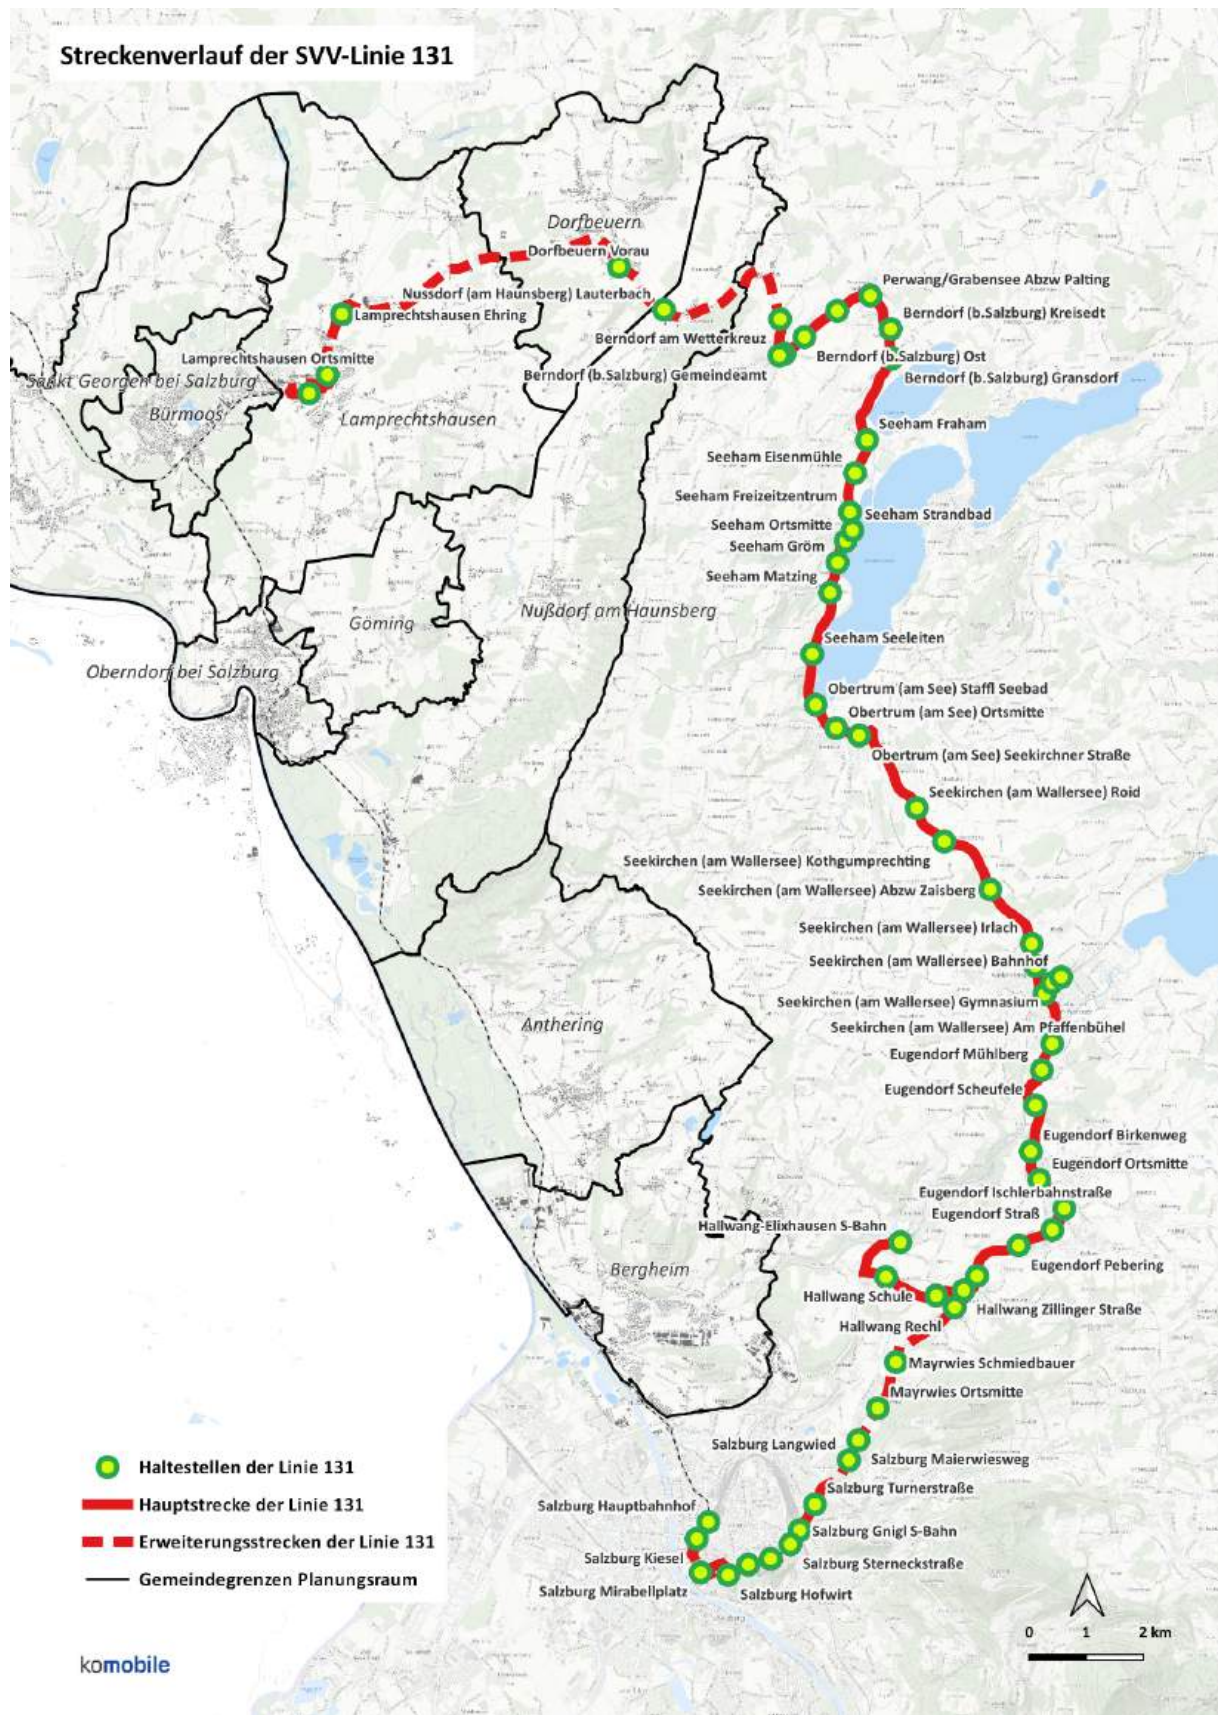 Streckenverlauf der SVV-Linie 131
Dorfbeuern
Dorfbeuern Vorau
Nussdorf (am Haunsberg) Lauterbach
Lamprechtshausen Ehring
Lamprechtshausen Ortsmitte
Sankt Georgen bei Salzburg
Bürmoos
Lamprechtshausen
Perwang/Grabensee Abzw Palting
Berndorf (b.Salzburg) Kreisedt
Berndorf am Wetterkreuz
Berndorf (b.Salzburg) Ost
Berndorf (b.Salzburg) Gemeindeamt
Berndorf (b.Salzburg) Gransdorf
Seeham Fraham
Seeham Eisenmühle
Seeham Freizeitzentrum
Seeham Strandbad
Seeham Ortsmitte
Seeham Gröm
Seeham Matzing
Nußdorf am Haunsberg
Göming
Seeham Seeleiten
Oberndorf bei Salzburg
Obertrum (am See) Staffl Seebad
Obertrum (am See) Ortsmitte
Obertrum (am See) Seekirchner Straße
Seekirchen (am Wallersee) Roid
Seekirchen (am Wallersee) Kothgumprechting
Seekirchen (am Wallersee) Abzw Zaisberg
Seekirchen (am Wallersee) Irlach
Seekirchen (am Wallersee) Bahnhof
Seekirchen (am Wallersee) Gymnasium
Anthering
Seekirchen (am Wallersee) Am Pfaffenbühel
Eugendorf Mühlberg
Eugendorf Scheufele
Eugendorf Birkenweg
Eugendorf Ortsmitte
Eugendorf Ischlerbahnstraße
Eugendorf Straß
Hallwang-Elixhausen S-Bahn
Eugendorf Pebering
Bergheim
Hallwang Schule
Hallwang Zillinger Straße
Hallwang Rechl
Mayrwies Schmiedbauer
Mayrwies Ortsmitte
Salzburg Langwied
Salzburg Maierwiesweg
Salzburg Turnerstraße
Salzburg Hauptbahnhof
Salzburg Gnigl S-Bahn
Salzburg Kiesel
Salzburg Sterneckstraße
Salzburg Mirabellplatz
Salzburg Hofwirt
Haltestellen der Linie 131
Hauptstrecke der Linie 131
Erweiterungsstrecken der Linie 131
Gemeindegrenzen Planungsraum
0 1 2 km
komobile